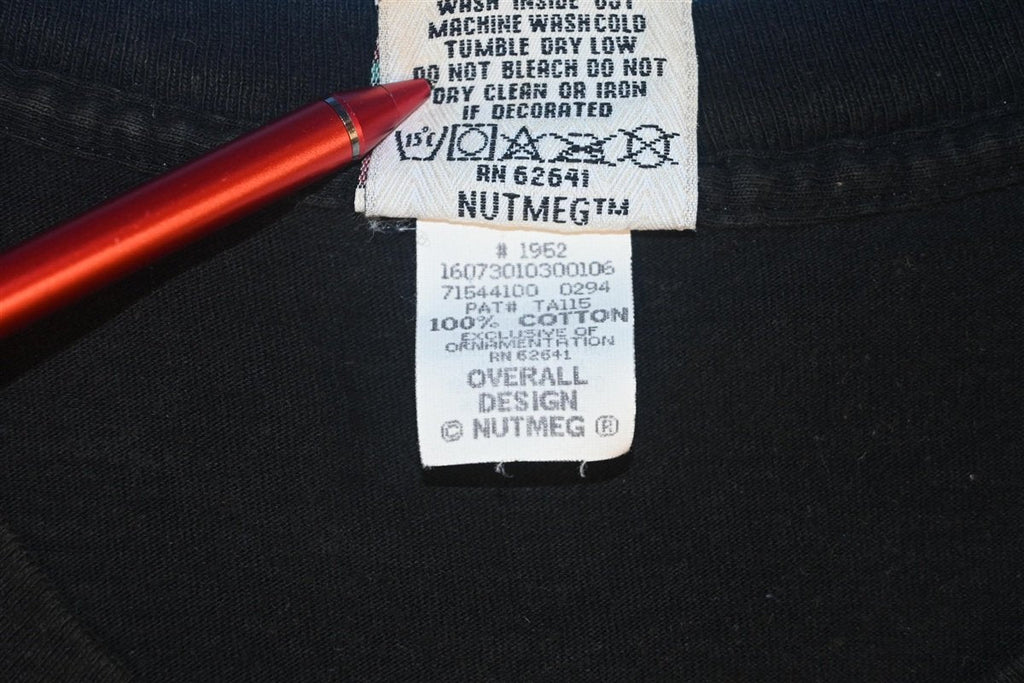 WASH INSIDE OUT
MACHINE WASH COLD
TUMBLE DRY LOW
DO NOT BLEACH DO NOT
DRY CLEAN OR IRON
IF DECORATED
15°C
RN 62641
NUTMEG™
# 1952
16073010300106
71544100 0294
PAT# TA115
100% COTTON
EXCLUSIVE OF
ORNAMENTATION
RN 62641
OVERALL
DESIGN
© NUTMEG ®